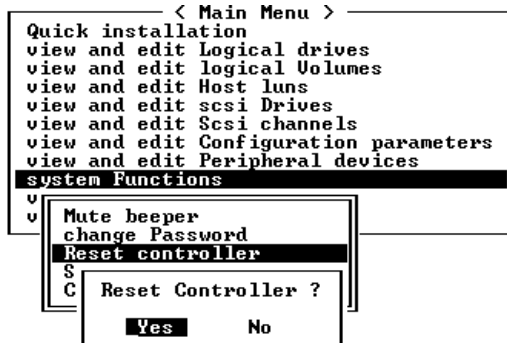 < Main Menu >
Quick installation
view and edit Logical drives
view and edit logical Volumes
view and edit Host luns
view and edit scsi Drives
view and edit Scsi channels
view and edit Configuration parameters
view and edit Peripheral devices
system Functions
v
v
Mute beeper
change Password
Reset controller
S
C
Reset Controller ?
Yes No